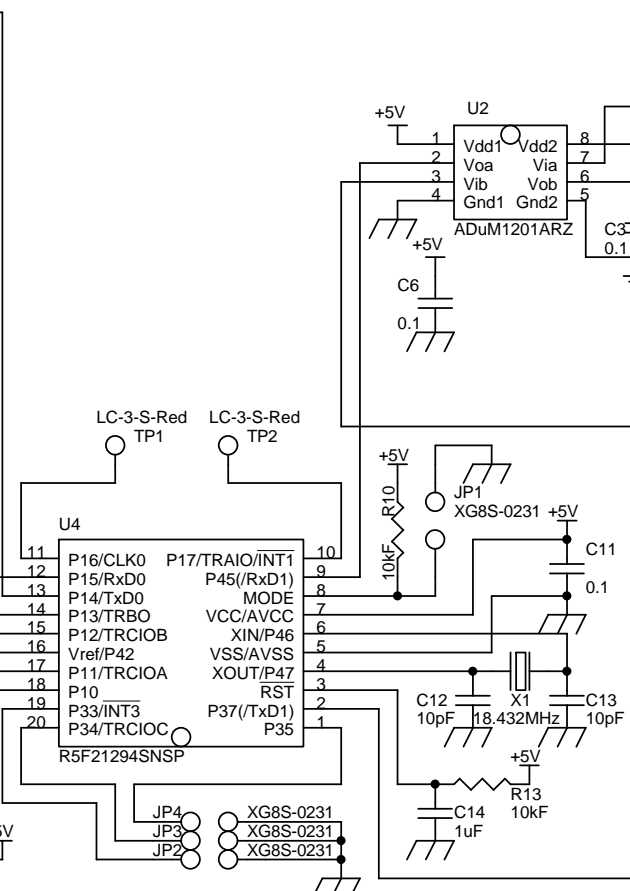 +5V
U2
1 Vdd1 Vdd2 8
2 Voa Via 7
3 Vib Vob 6
4 Gnd1 Gnd2 5
ADuM1201ARZ
C3
0.1
+5V
C6
0.1
LC-3-S-Red LC-3-S-Red
TP1 TP2
+5V
R10
10kF
JP1
XG8S-0231
+5V
C11
0.1
U4
11 P16/CLK0 P17/TRAIO/INT1 10
12 P15/RxD0 P45(/RxD1) 9
13 P14/TxD0 MODE 8
14 P13/TRBO VCC/AVCC 7
15 P12/TRCIOB XIN/P46 6
16 Vref/P42 VSS/AVSS 5
17 P11/TRCIOA XOUT/P47 4
18 P10 RST 3
19 P33/INT3 P37(/TxD1) 2
20 P34/TRCIOC P35 1
R5F21294SNSP
C12 X1 C13
10pF 18.432MHz 10pF
+5V
R13
10kF
C14
1uF
JP4 XG8S-0231
JP3 XG8S-0231
JP2 XG8S-0231
5V